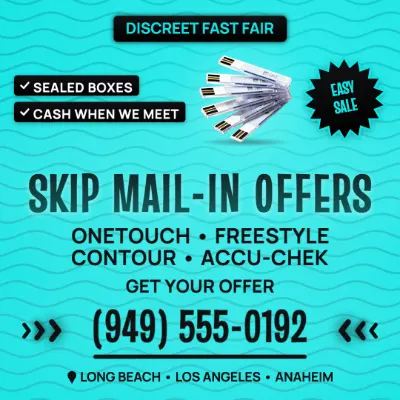 DISCREET FAST FAIR
SEALED BOXES
CASH WHEN WE MEET
EASY
SALE
SKIP MAIL-IN OFFERS
ONETOUCH • FREESTYLE
CONTOUR • ACCU-CHEK
GET YOUR OFFER
(949) 555-0192
LONG BEACH • LOS ANGELES • ANAHEIM